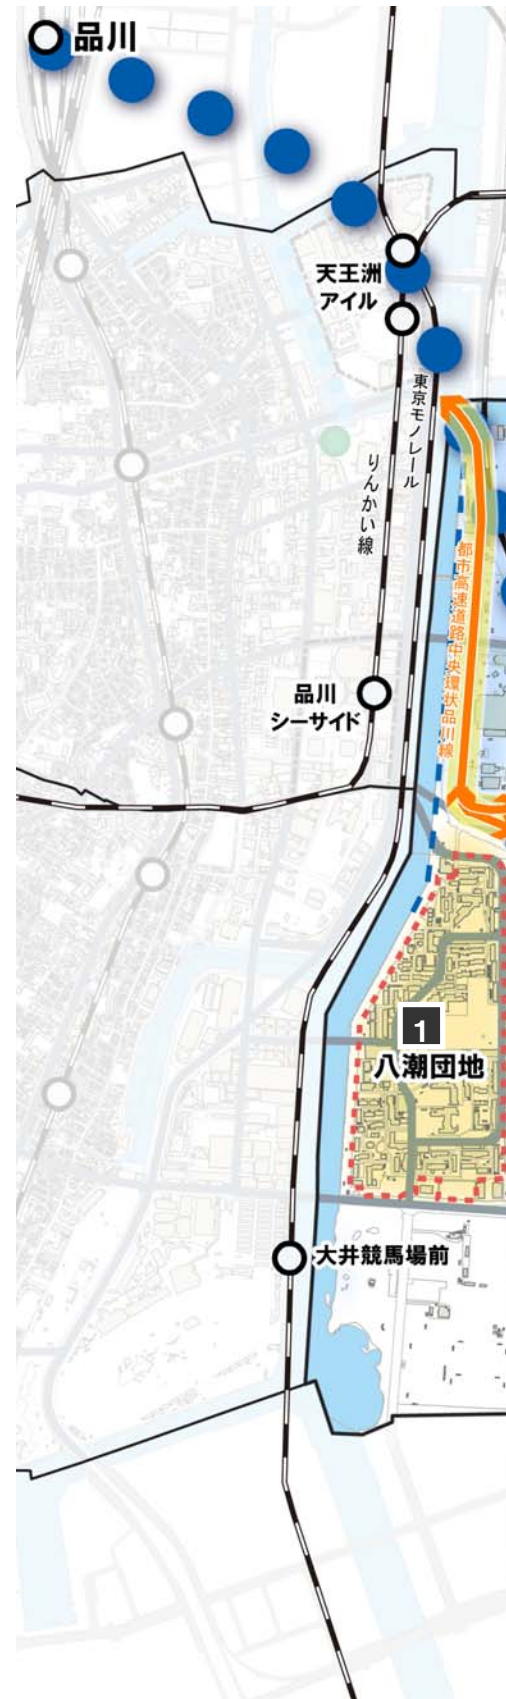 品川
天王洲
アイル
東京モノレール
りんかい線
都市高速道路中央環状品川線
品川
シーサイド
1
八潮団地
大井競馬場前